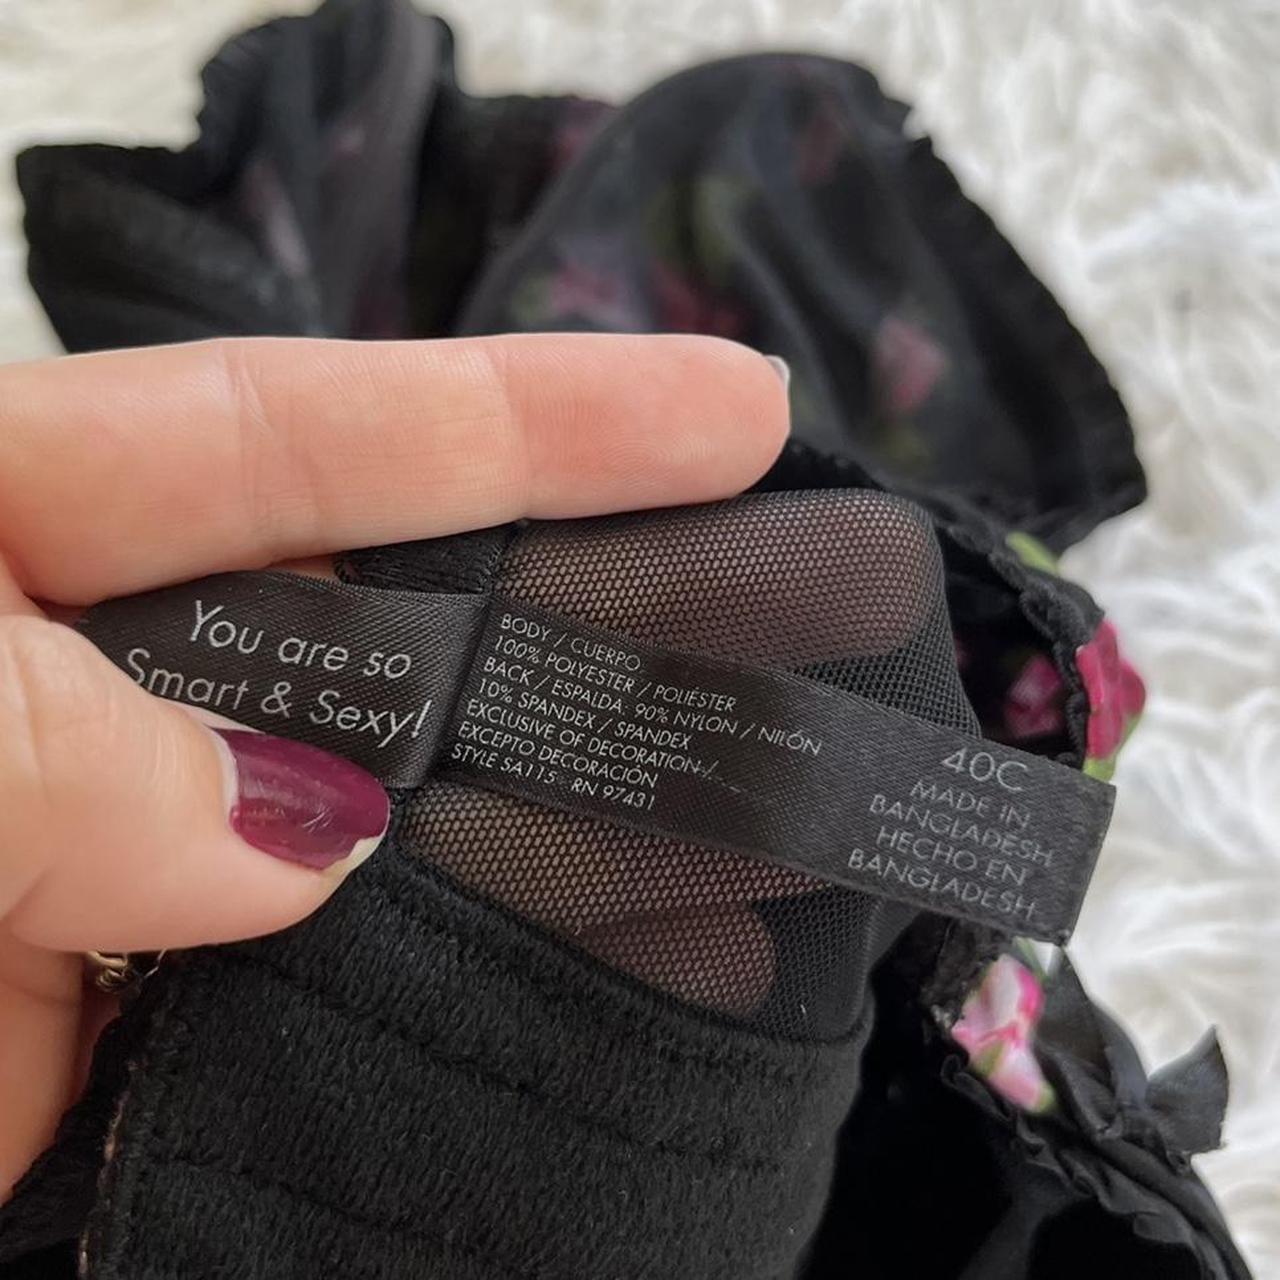 You are so
Smart & Sexy!
BODY / CUERPO
100% POLYESTER / POLIÉSTER
BACK / ESPALDA: 90% NYLON / NILÓN
10% SPANDEX / SPANDEX
EXCLUSIVE OF DECORATION /
EXCEPTO DECORACIÓN
STYLE SA115 - RN 97431
40C
MADE IN
BANGLADESH
HECHO EN
BANGLADESH